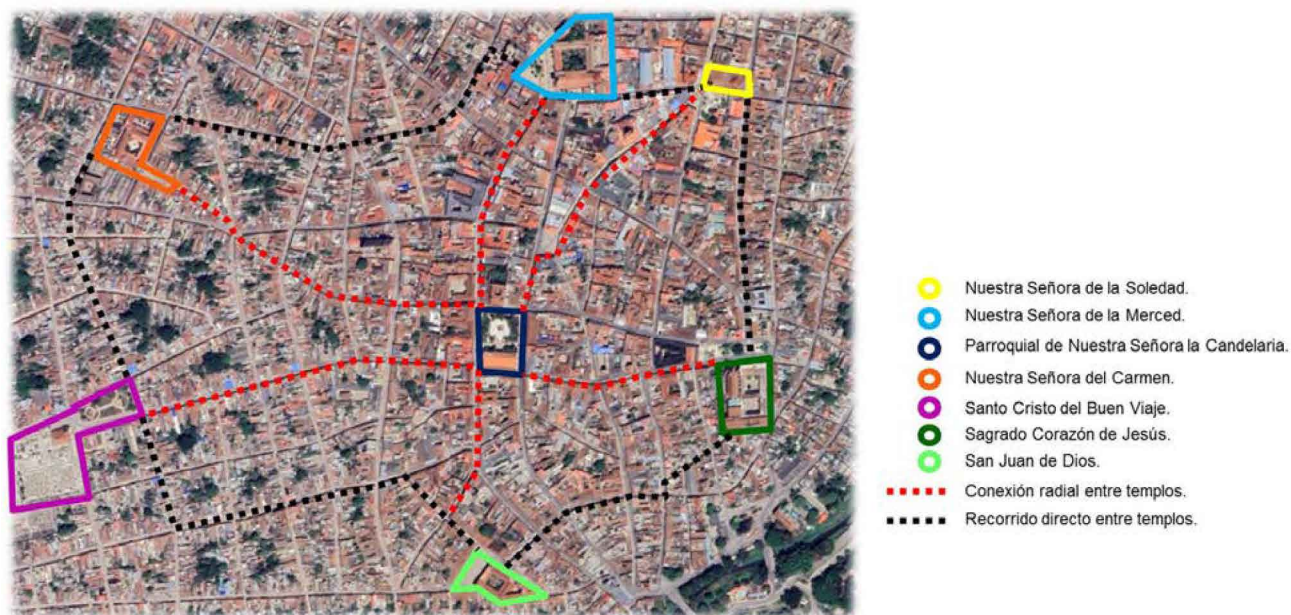 Nuestra Señora de la Soledad.
Nuestra Señora de la Merced.
Parroquial de Nuestra Señora la Candelaria.
Nuestra Señora del Carmen.
Santo Cristo del Buen Viaje.
Sagrado Corazón de Jesús.
San Juan de Dios.
Conexión radial entre templos.
Recorrido directo entre templos.